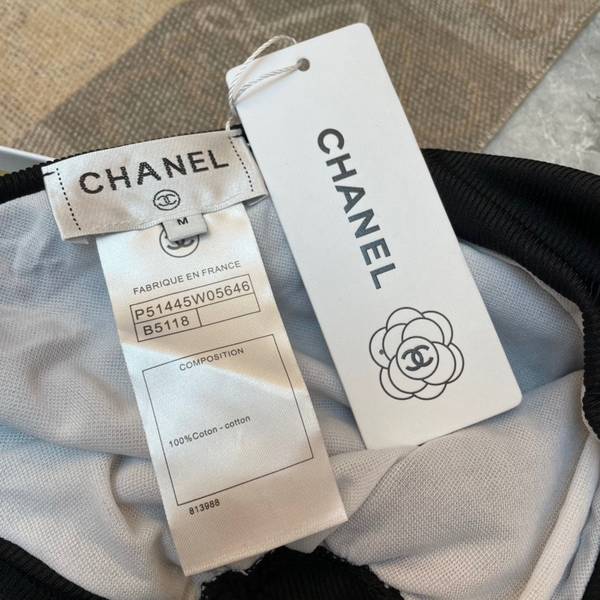 CHANEL
M
FABRIQUE EN FRANCE
P51445W05646
B5118
COMPOSITION
100%Coton - cotton
813988
CHANEL